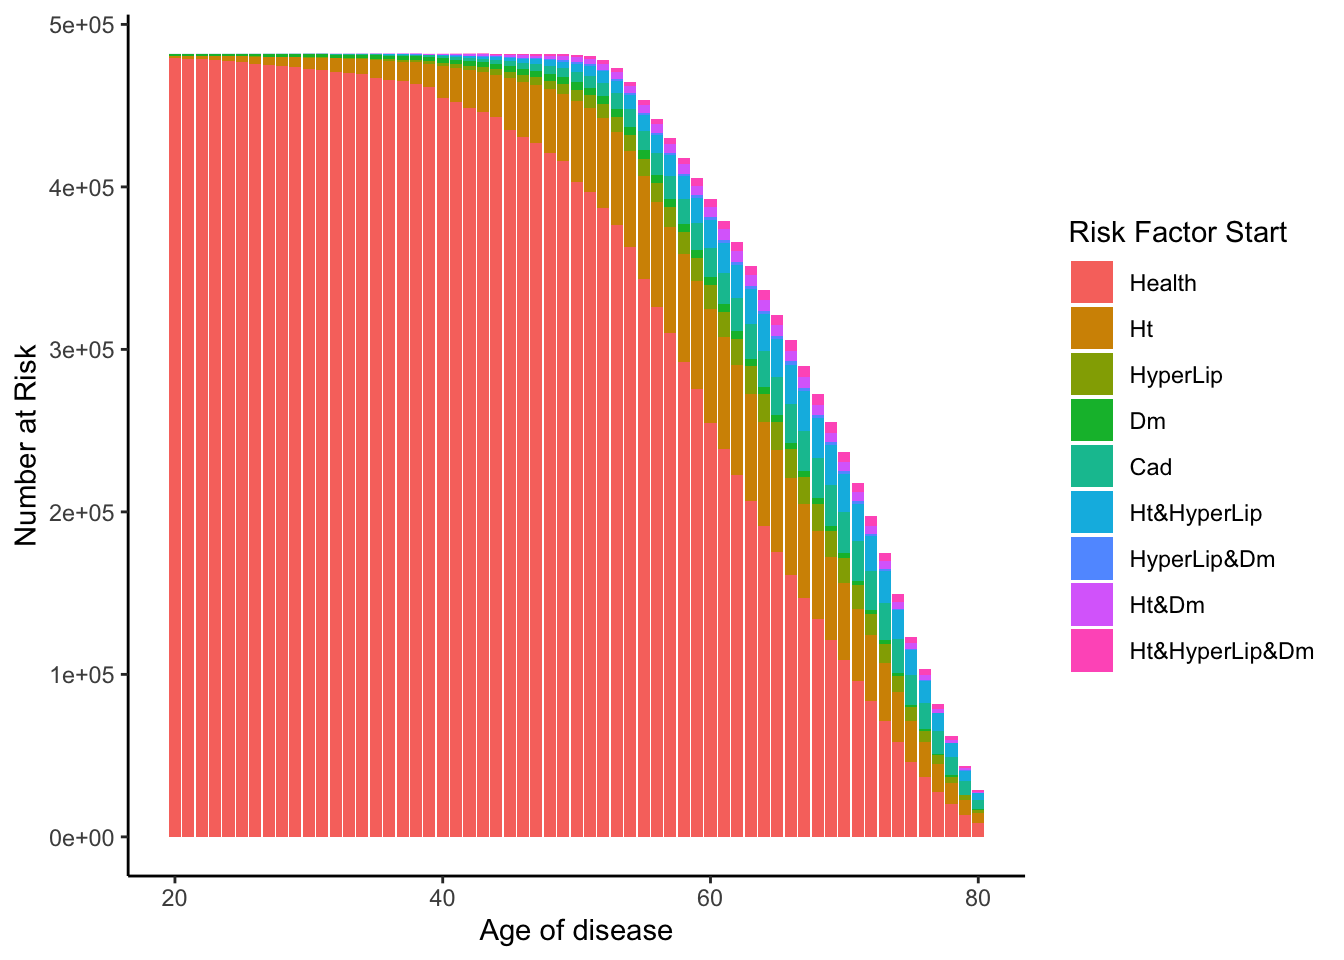 5e+05
4e+05
3e+05
2e+05
1e+05
0e+00
Number at Risk
20 40 60 80
Age of disease
Risk Factor Start
Health
Ht
HyperLip
Dm
Cad
Ht&HyperLip
HyperLip&Dm
Ht&Dm
Ht&HyperLip&Dm